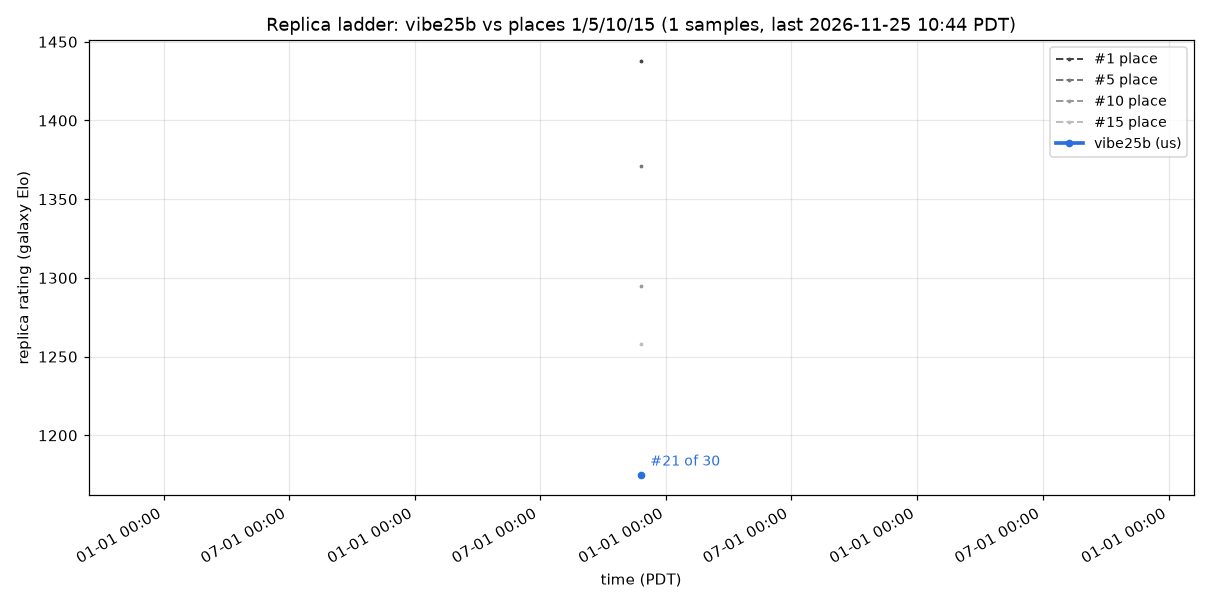 Replica ladder: vibe25b vs places 1/5/10/15 (1 samples, last 2026-11-25 10:44 PDT)
replica rating (galaxy Elo)
1450
1400
1350
1300
1250
1200
#1 place
#5 place
#10 place
#15 place
vibe25b (us)
#21 of 30
01-01 00:00
07-01 00:00
01-01 00:00
07-01 00:00
01-01 00:00
07-01 00:00
01-01 00:00
07-01 00:00
01-01 00:00
time (PDT)